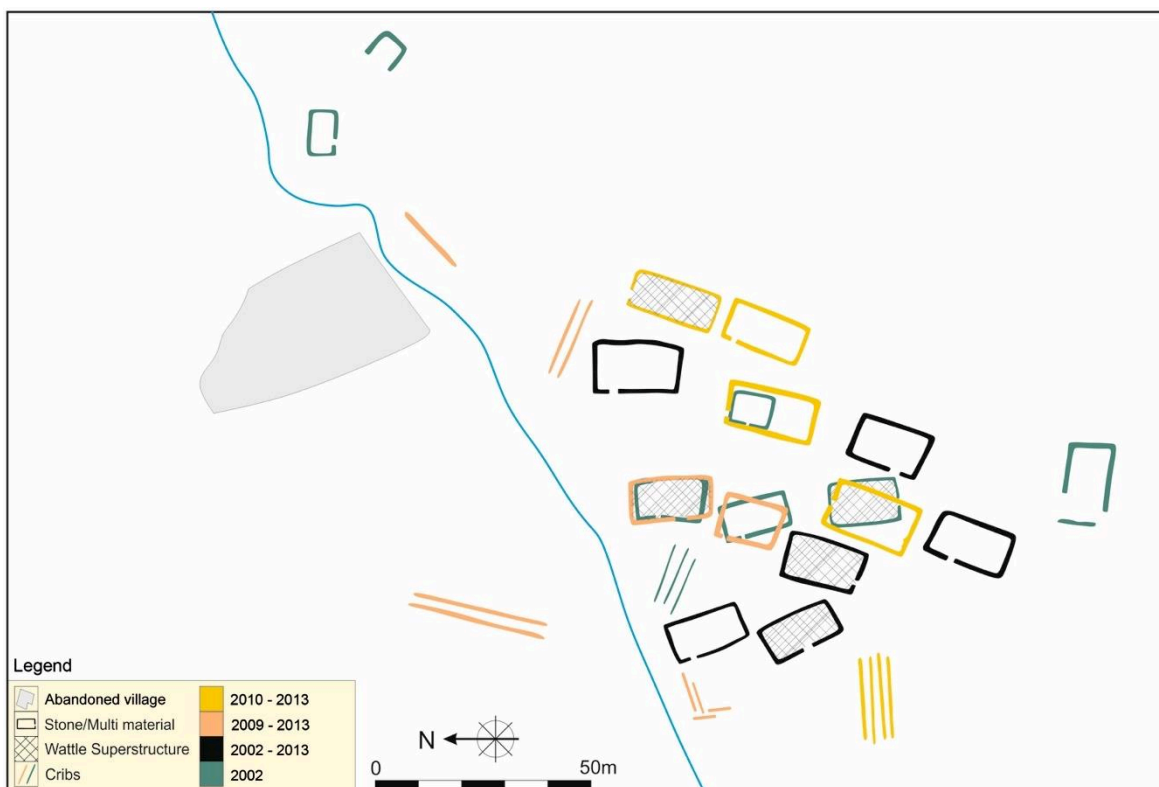 Legend
Abandoned village
Stone/Multi material
Wattle Superstructure
Cribs
2010 - 2013
2009 - 2013
2002 - 2013
2002
N
0 50m